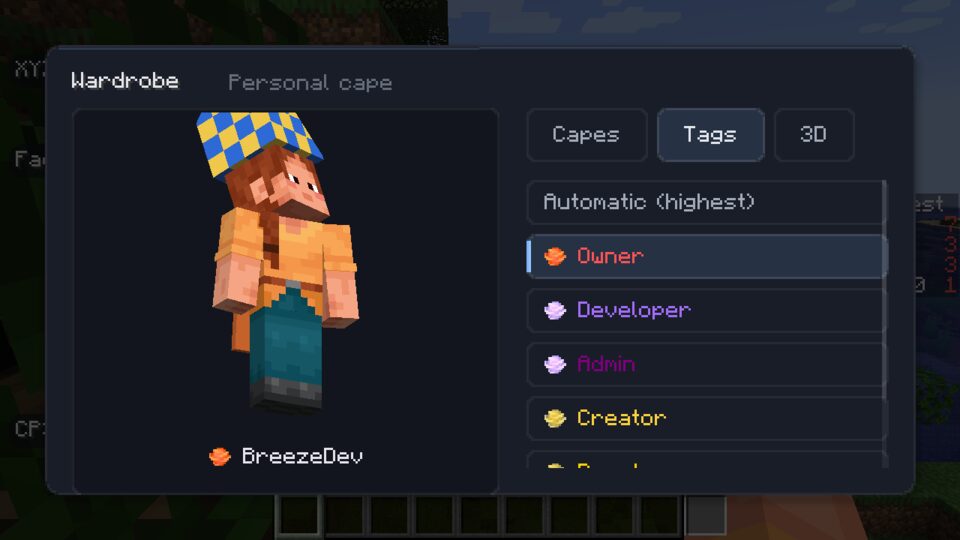 Wardrobe Personal cape
Capes Tags 3D
Automatic (highest)
Owner
Developer
Admin
Creator
BreezeDev